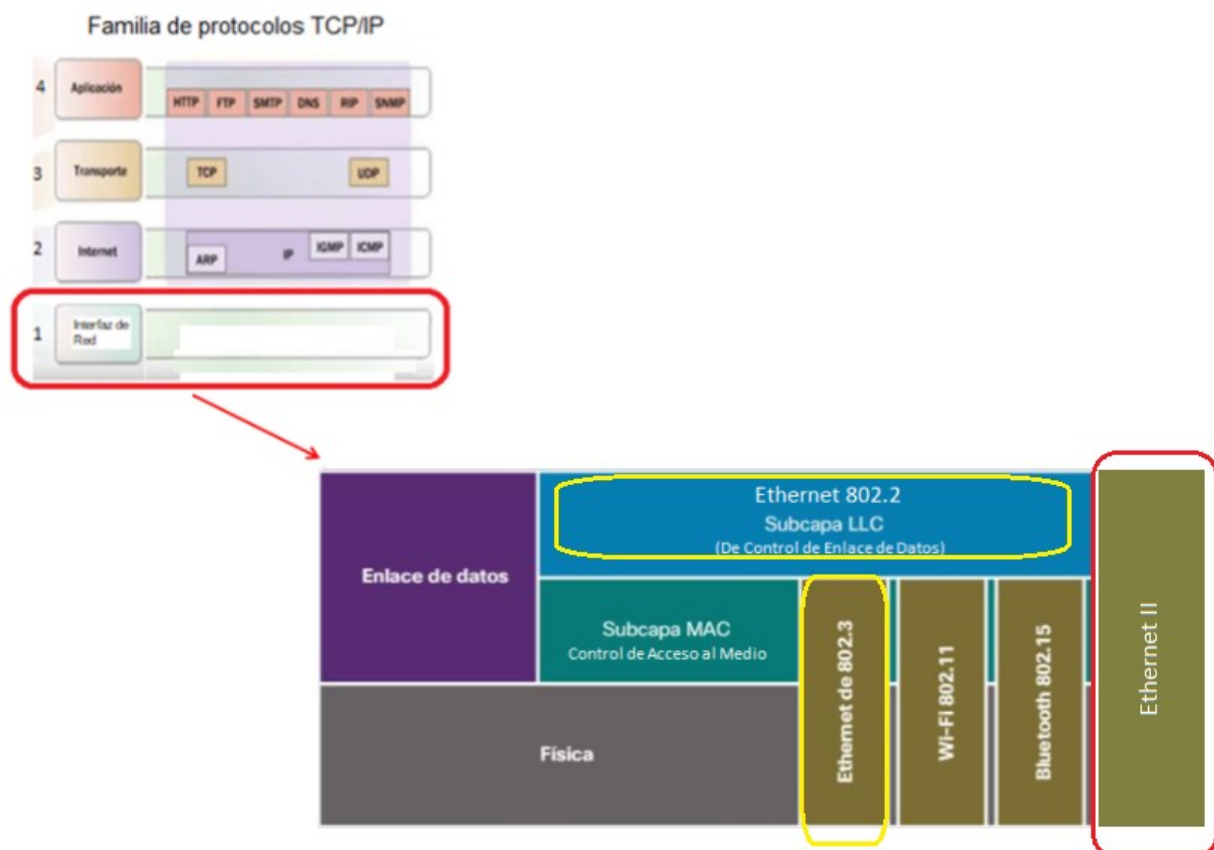 Familia de protocolos TCP/IP
4 Aplicación
HTTP FTP SMTP DNS RIP SNMP
3 Transporte
TCP UDP
2 Internet
ARP IP IGMP ICMP
1 Interfaz de
Red
Enlace de datos
Ethernet 802.2
Subcapa LLC
(De Control de Enlace de Datos)
Subcapa MAC
Control de Acceso al Medio
Física
Ethernet de 802.3
Wi-Fi 802.11
Bluetooth 802.15
Ethernet II